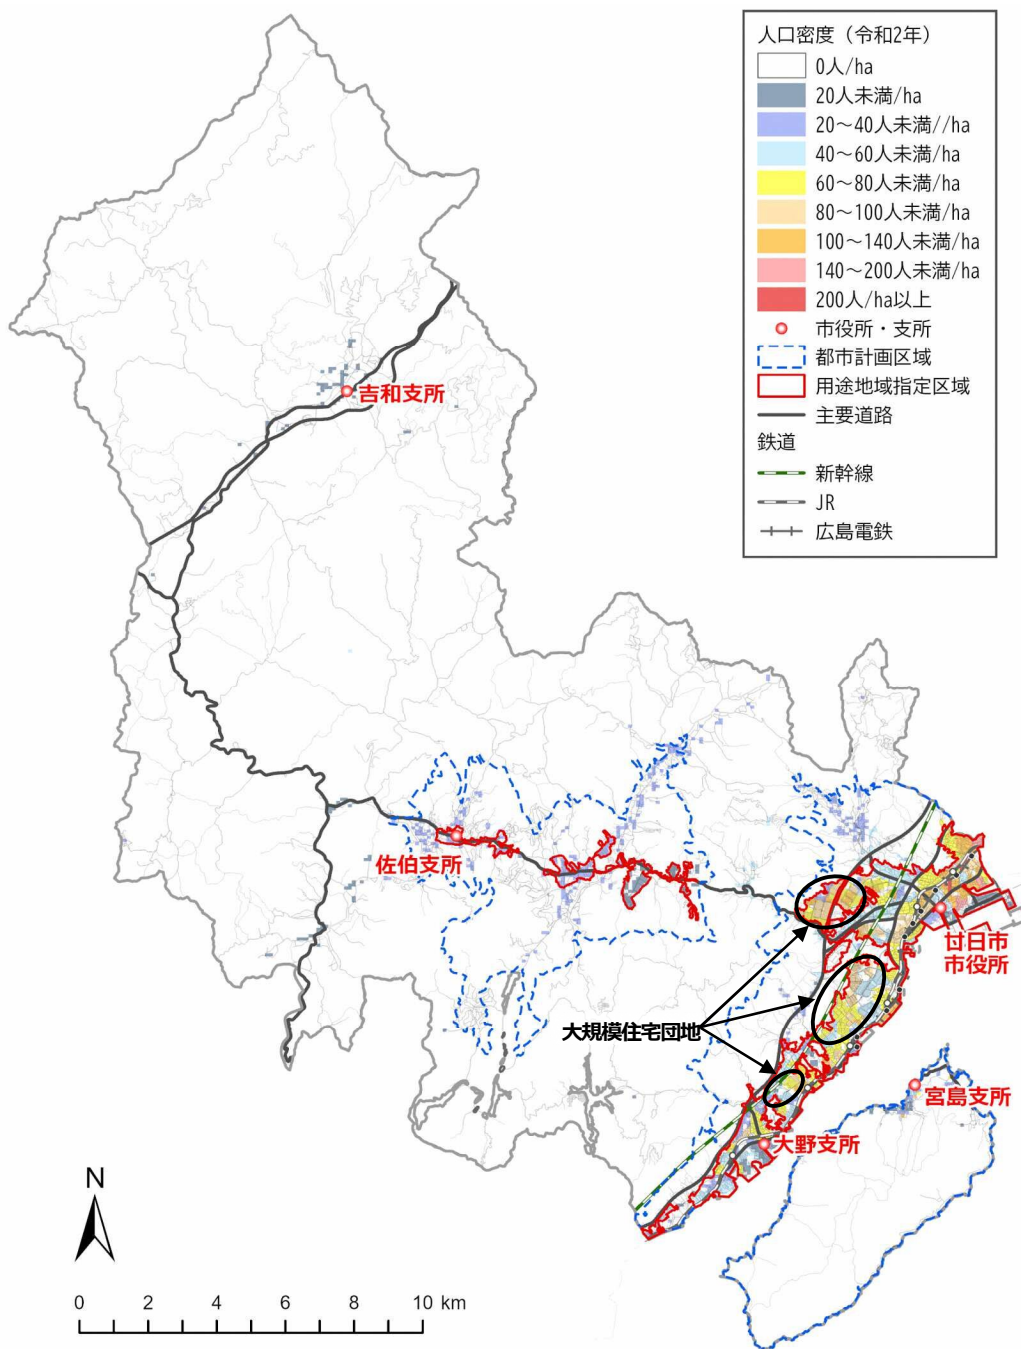 人口密度（令和2年）
0人/ha
20人未満/ha
20～40人未満//ha
40～60人未満/ha
60～80人未満/ha
80～100人未満/ha
100～140人未満/ha
140～200人未満/ha
200人/ha以上
市役所・支所
都市計画区域
用途地域指定区域
主要道路
鉄道
新幹線
JR
広島電鉄
吉和支所
佐伯支所
廿日市
市役所
大規模住宅団地
宮島支所
大野支所
N
0 2 4 6 8 10 km